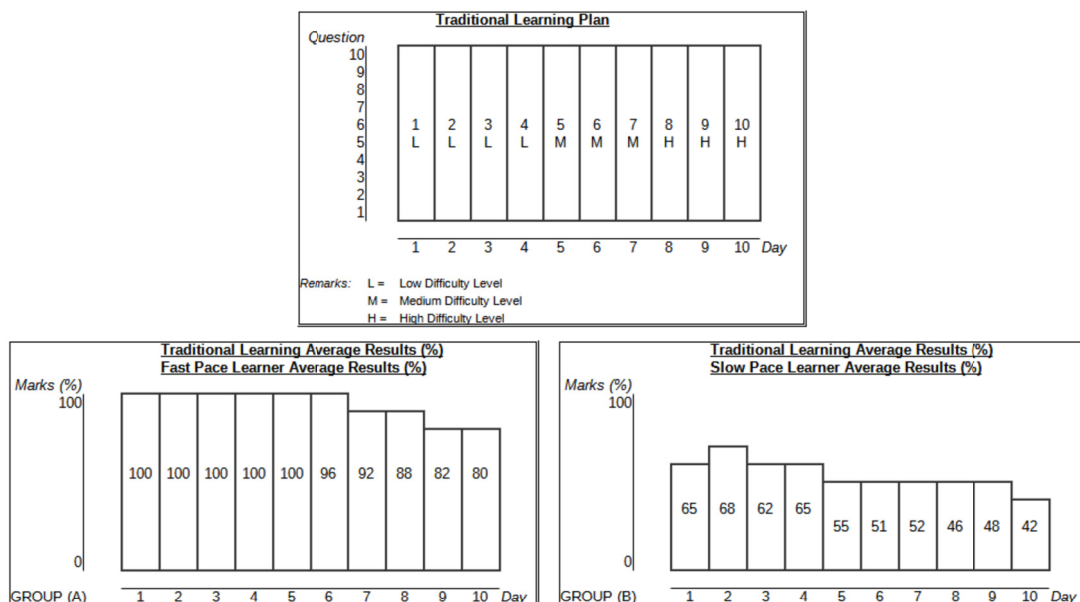 Traditional Learning Plan
Question
10
9
8
7
6
5
4
3
2
1
1 2 3 4 5 6 7 8 9 10
L L L L M M M H H H
1 2 3 4 5 6 7 8 9 10 Day
Remarks: L = Low Difficulty Level
M = Medium Difficulty Level
H = High Difficulty Level
Traditional Learning Average Results (%)
Fast Pace Learner Average Results (%)
Marks (%)
100
100 100 100 100 100 96 92 88 82 80
0
GROUP (A) 1 2 3 4 5 6 7 8 9 10 Day
Traditional Learning Average Results (%)
Slow Pace Learner Average Results (%)
Marks (%)
100
65 68 62 65 55 51 52 46 48 42
0
GROUP (B) 1 2 3 4 5 6 7 8 9 10 Day